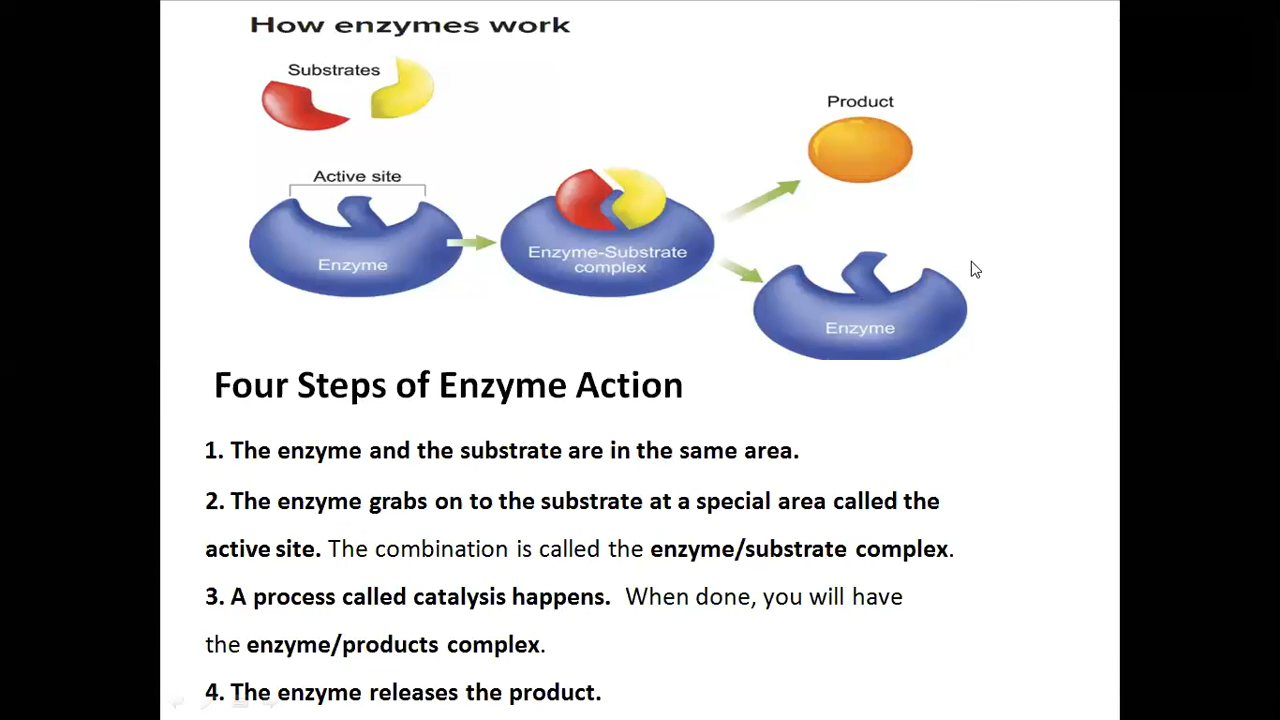 How enzymes work
Substrates
Product
Active site
Enzyme
Enzyme-Substrate
complex
Enzyme
Four Steps of Enzyme Action
1. The enzyme and the substrate are in the same area.
2. The enzyme grabs on to the substrate at a special area called the
active site. The combination is called the enzyme/substrate complex.
3. A process called catalysis happens. When done, you will have
the enzyme/products complex.
4. The enzyme releases the product.